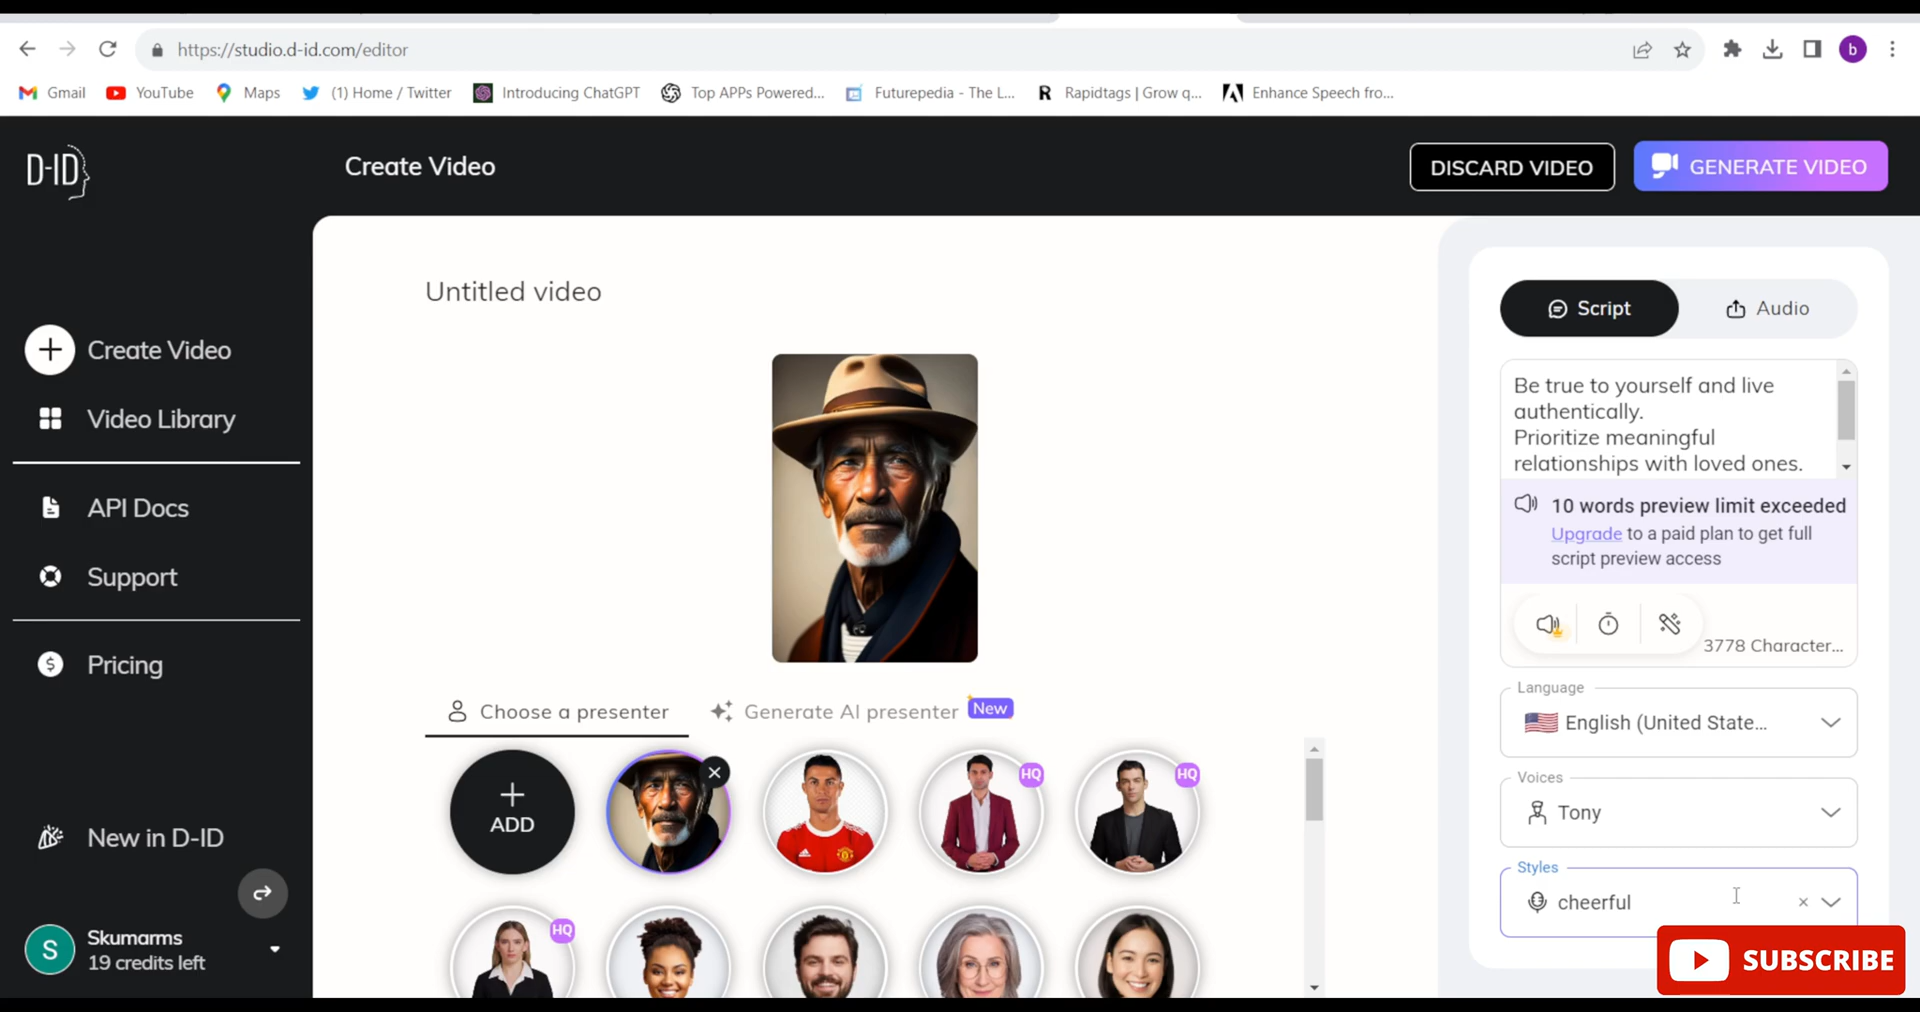 https://studio.d-id.com/editor
b
Gmail
YouTube
Maps
(1) Home / Twitter
Introducing ChatGPT
Top APPs Powered...
Futurepedia - The L...
R Rapidtags | Grow q...
Enhance Speech fro...
D-ID
Create Video
DISCARD VIDEO
GENERATE VIDEO
Create Video
Video Library
API Docs
Support
$ Pricing
New in D-ID
S
Skumarms
19 credits left
Untitled video
Choose a presenter
Generate AI presenter
New
ADD
HQ
HQ
HQ
Script
Audio
Be true to yourself and live
authentically.
Prioritize meaningful
relationships with loved ones.
10 words preview limit exceeded
Upgrade to a paid plan to get full
script preview access
3778 Character...
Language
English (United State...
Voices
Tony
Styles
cheerful
SUBSCRIBE